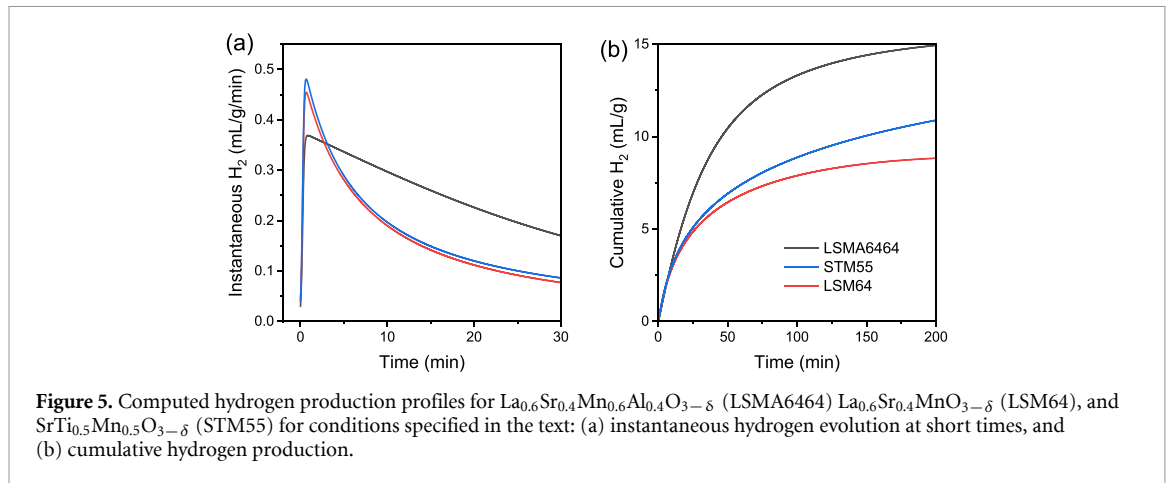 (a)
Instantaneous H₂ (mL/g/min)
0.5
0.4
0.3
0.2
0.1
0.0
0
10
20
30
Time (min)
(b)
Cumulative H₂ (mL/g)
15
10
5
0
LSMA6464
STM55
LSM64
0
50
100
150
200
Time (min)
Figure 5. Computed hydrogen production profiles for La₀.₆Sr₀.₄Mn₀.₆Al₀.₄O₃₋δ (LSMA6464) La₀.₆Sr₀.₄MnO₃₋δ (LSM64), and
SrTi₀.₅Mn₀.₅O₃₋δ (STM55) for conditions specified in the text: (a) instantaneous hydrogen evolution at short times, and
(b) cumulative hydrogen production.